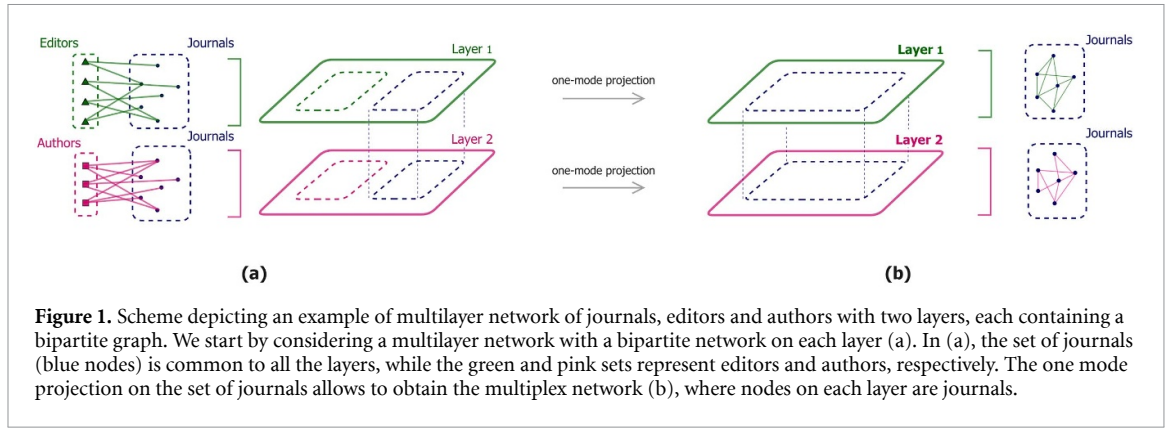 Editors
Journals
Layer 1
one-mode projection
Layer 1
Journals
Authors
Journals
Layer 2
one-mode projection
Layer 2
Journals
(a)
(b)
Figure 1. Scheme depicting an example of multilayer network of journals, editors and authors with two layers, each containing a
bipartite graph. We start by considering a multilayer network with a bipartite network on each layer (a). In (a), the set of journals
(blue nodes) is common to all the layers, while the green and pink sets represent editors and authors, respectively. The one mode
projection on the set of journals allows to obtain the multiplex network (b), where nodes on each layer are journals.